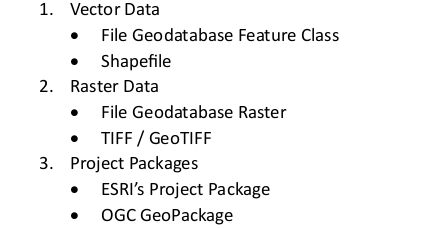 1. Vector Data
• File Geodatabase Feature Class
• Shapefile
2. Raster Data
• File Geodatabase Raster
• TIFF / GeoTIFF
3. Project Packages
• ESRI’s Project Package
• OGC GeoPackage